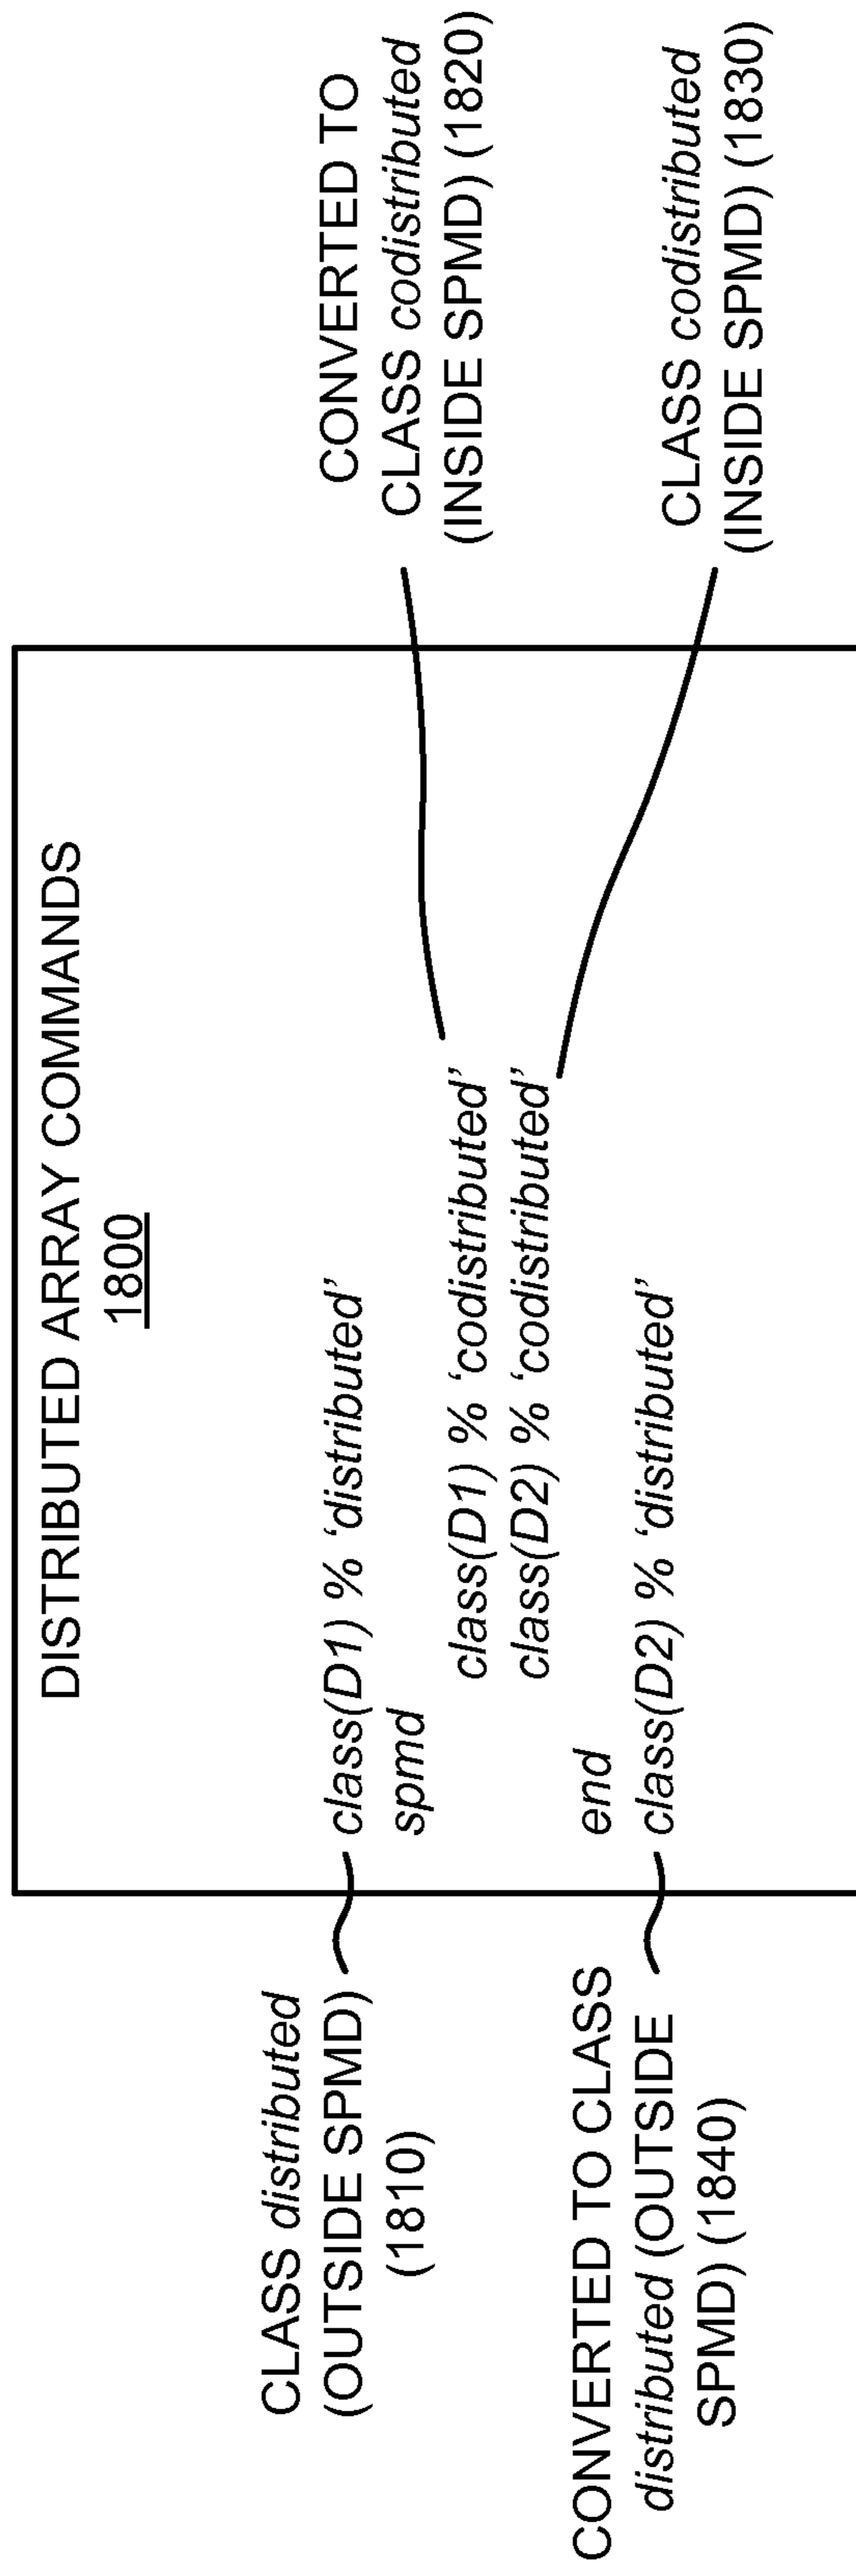 DISTRIBUTED ARRAY COMMANDS
1800
CLASS distributed
(OUTSIDE SPMD)
(1810)
class(D1) % ‘distributed’
spmd
class(D1) % ‘codistributed’
class(D2) % ‘codistributed’
end
class(D2) % ‘distributed’
CONVERTED TO CLASS
distributed (OUTSIDE
SPMD) (1840)
CONVERTED TO
CLASS codistributed
(INSIDE SPMD) (1820)
CLASS codistributed
(INSIDE SPMD) (1830)